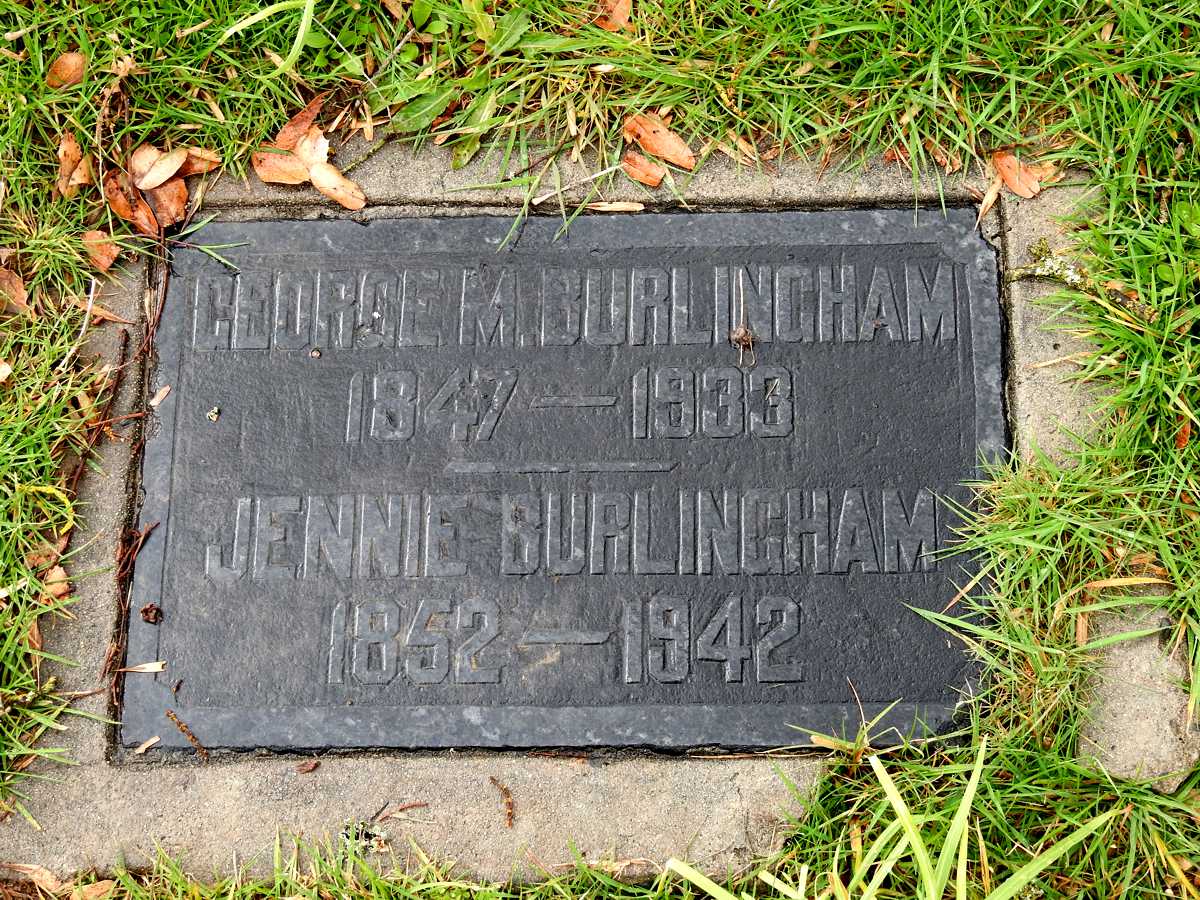 GEORGE M. BURLINGHAM
1847 — 1933
JENNIE BURLINGHAM
1852 — 1942